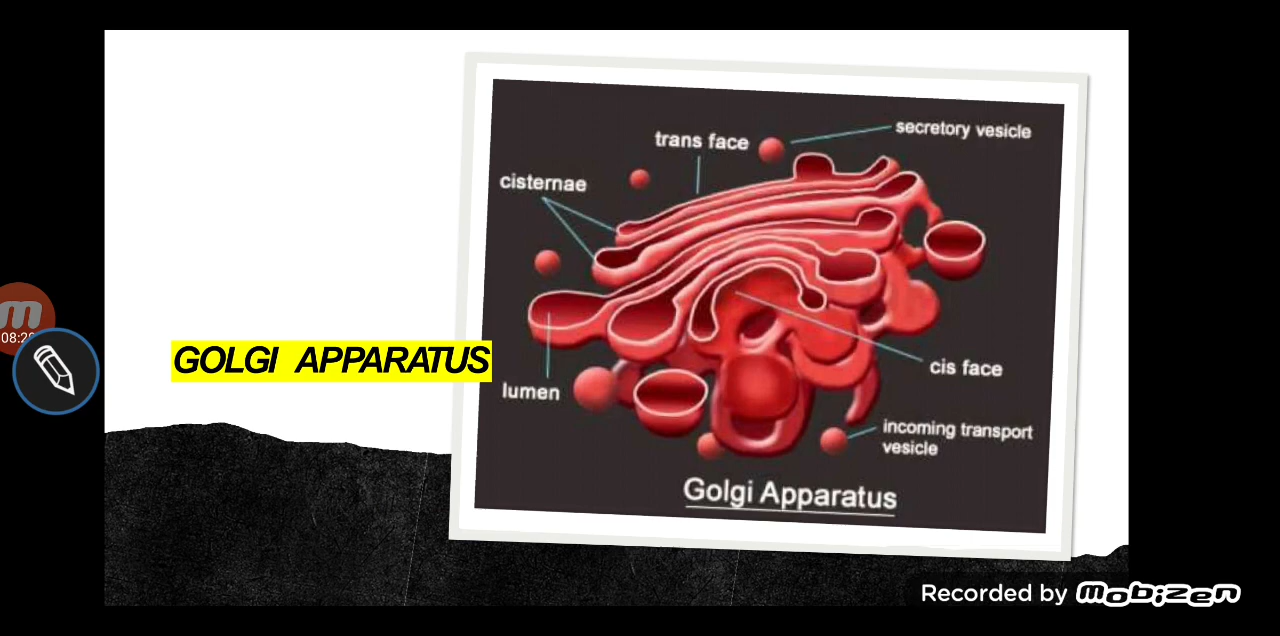 secretory vesicle
trans face
cisternae
GOLGI APPARATUS
lumen
cis face
incoming transport
vesicle
Golgi Apparatus
Recorded by mobizen